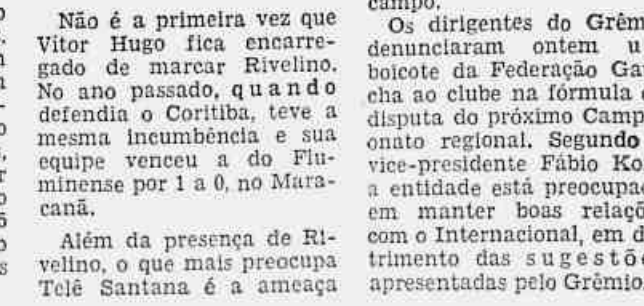 Não é a primeira vez que
Vitor Hugo fica encarre-
gado de marcar Rivelino.
No ano passado, quando
defendia o Coritiba, teve a
mesma incumbência e sua
equipe venceu a do Flu-
minense por 1 a 0, no Mara-
canã.
Além da presença de Ri-
velino, o que mais preocupa
Telê Santana é a ameaça
campo.
Os dirigentes do Grêm
denunciaram ontem u
boicote da Federação Ga
cha ao clube na fórmula
disputa do próximo Camp
onato regional. Segundo
vice-presidente Fábio Ko
a entidade está preocupa
em manter boas relaçõ
com o Internacional, em d
trimento das sugestõ
apresentadas pelo Grêmio